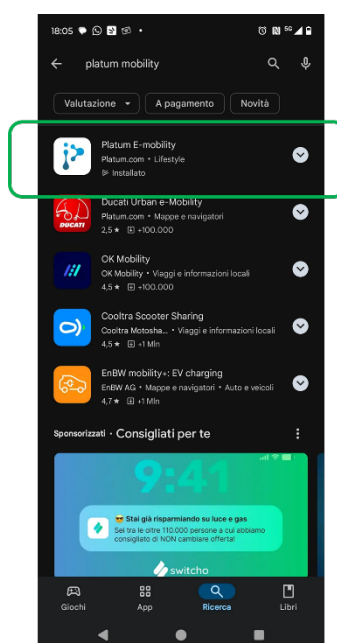 18:05
5G
platum mobility
Valutazione
A pagamento
Novità
Platum E-mobility
Platum.com • Lifestyle
Installato
DUCATI
Ducati Urban e-Mobility
Platum.com • Mappe e navigatori
2,5 ★ +100.000
OK Mobility
OK Mobility • Viaggi e informazioni locali
4,5 ★ +100.000
Cooltra Scooter Sharing
Cooltra Motosha... • Viaggi e informazioni locali
4,5 ★ +1 Mln
EnBW mobility+: EV charging
EnBW AG • Mappe e navigatori • Auto e veicoli
4,7 ★ +1 Mln
Sponsorizzati • Consigliati per te
9:41
Stai già risparmiando su luce e gas
Sei tra le oltre 110.000 persone a cui abbiamo
consigliato di NON cambiare offerta!
switcho
Giochi
App
Ricerca
Libri